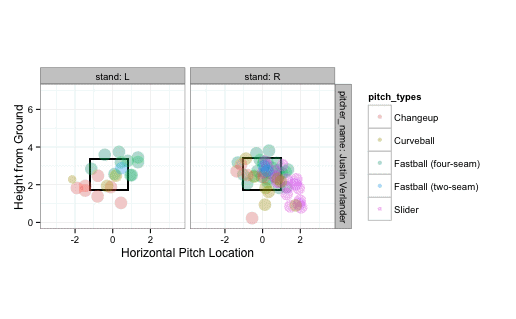 stand: L
stand: R
Height from Ground
6
4
2
0
-2
0
2
-2
0
2
Horizontal Pitch Location
pitcher_name: Justin Verlander
pitch_types
Changeup
Curveball
Fastball (four-seam)
Fastball (two-seam)
Slider